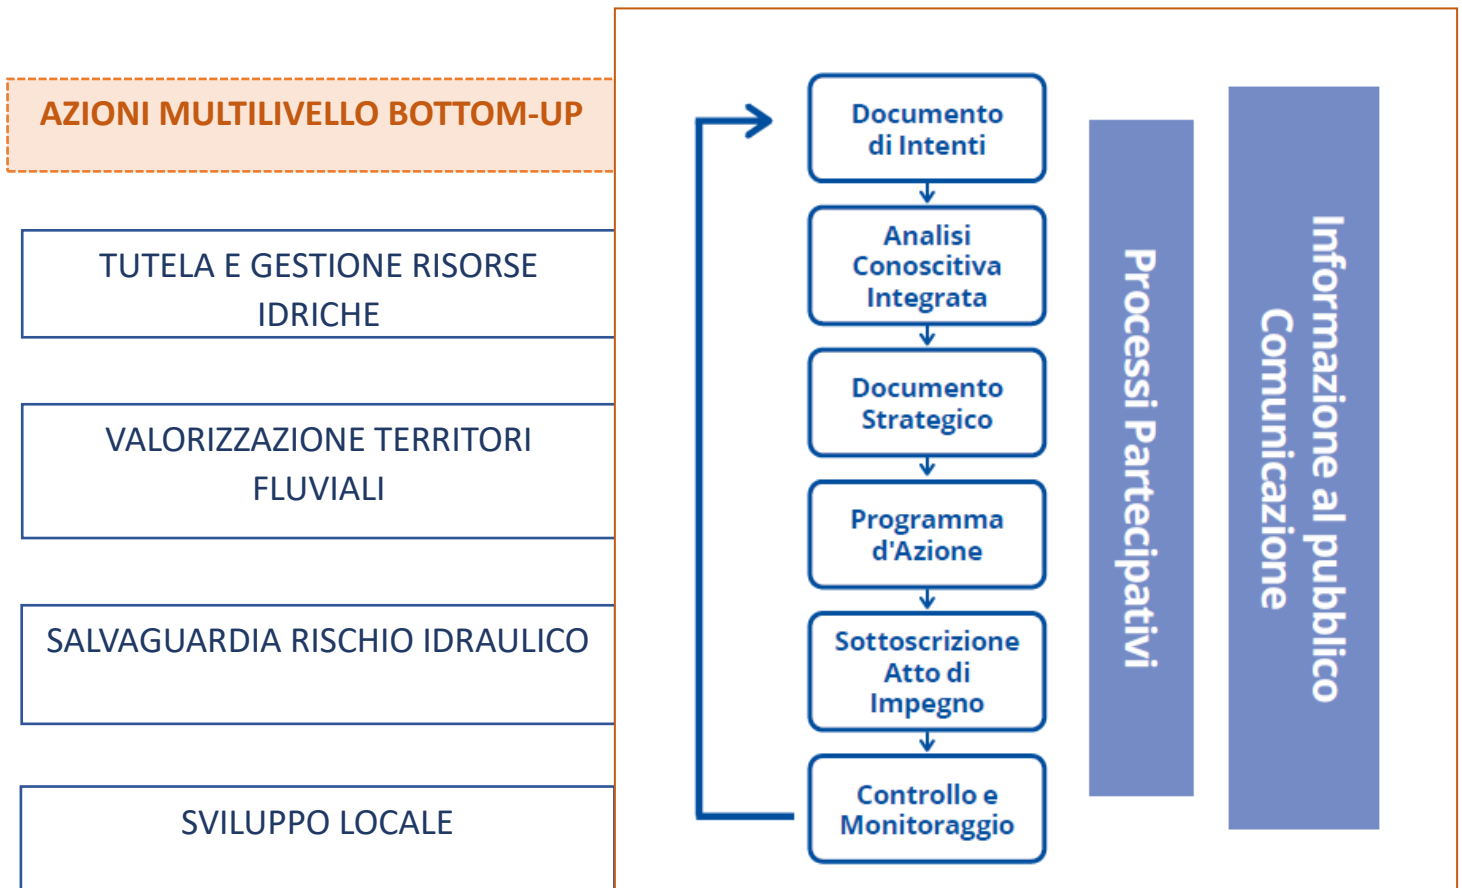 AZIONI MULTILIVELLO BOTTOM-UP
TUTELA E GESTIONE RISORSE
IDRICHE
VALORIZZAZIONE TERRITORI
FLUVIALI
SALVAGUARDIA RISCHIO IDRAULICO
SVILUPPO LOCALE
Documento
di Intenti
Analisi
Conoscitiva
Integrata
Documento
Strategico
Programma
d'Azione
Sottoscrizione
Atto di
Impegno
Controllo e
Monitoraggio
Processi Partecipativi
Informazione al pubblico
Comunicazione